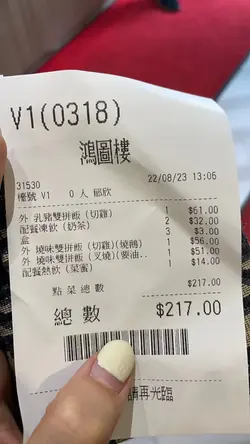 V1(0318)
鴻圖樓
31530 22/08/23 13:06
檯號 V1 0 人 郁欣
外 乳豬雙拼飯 (切雞) 1 $61.00
配餐凍飲 (奶茶) 2 $32.00
盒 3 $3.00
外 燒味雙拼飯 (切雞)(燒鵝) 1 $56.00
外 燒味雙拼飯 (叉燒)(要油.. 1 $51.00
配餐熱飲 (菜蜜) 1 $14.00
點菜總數 $217.00
總數 $217.00
請再光臨